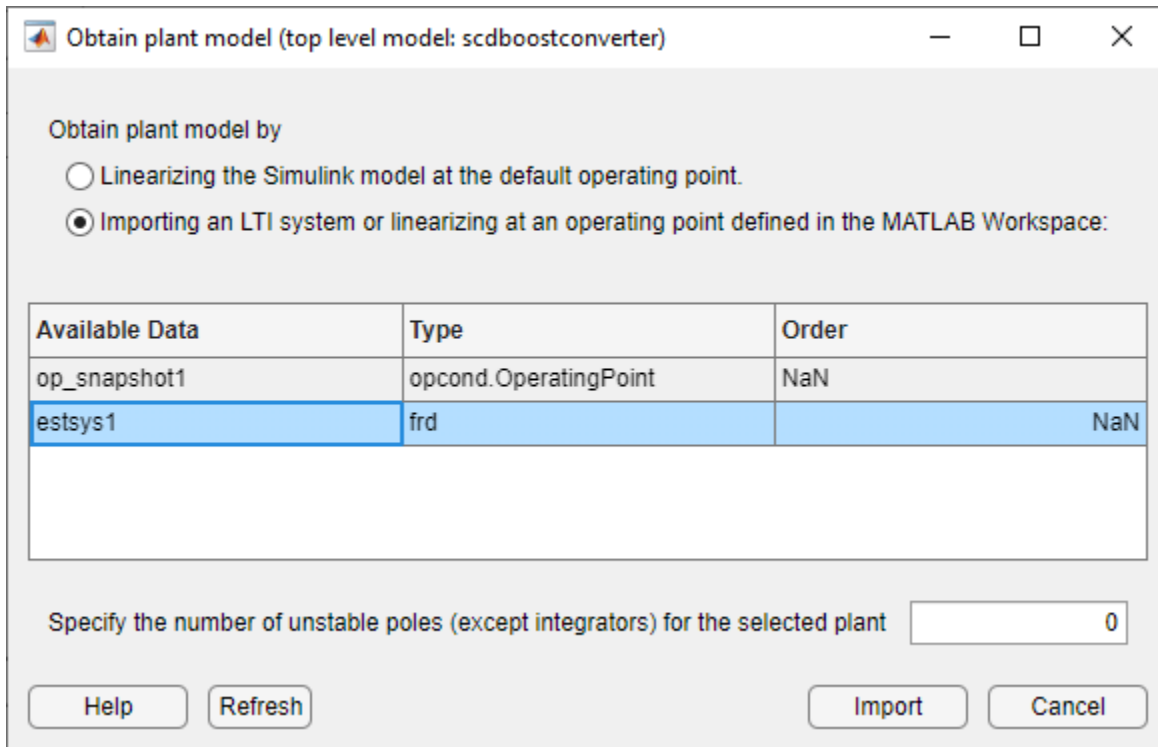 Obtain plant model (top level model: scdboostconverter)
Obtain plant model by
Linearizing the Simulink model at the default operating point.
Importing an LTI system or linearizing at an operating point defined in the MATLAB Workspace:
Available Data Type Order
op_snapshot1 opcond.OperatingPoint NaN
estsys1 frd NaN
Specify the number of unstable poles (except integrators) for the selected plant 0
Help Refresh Import Cancel